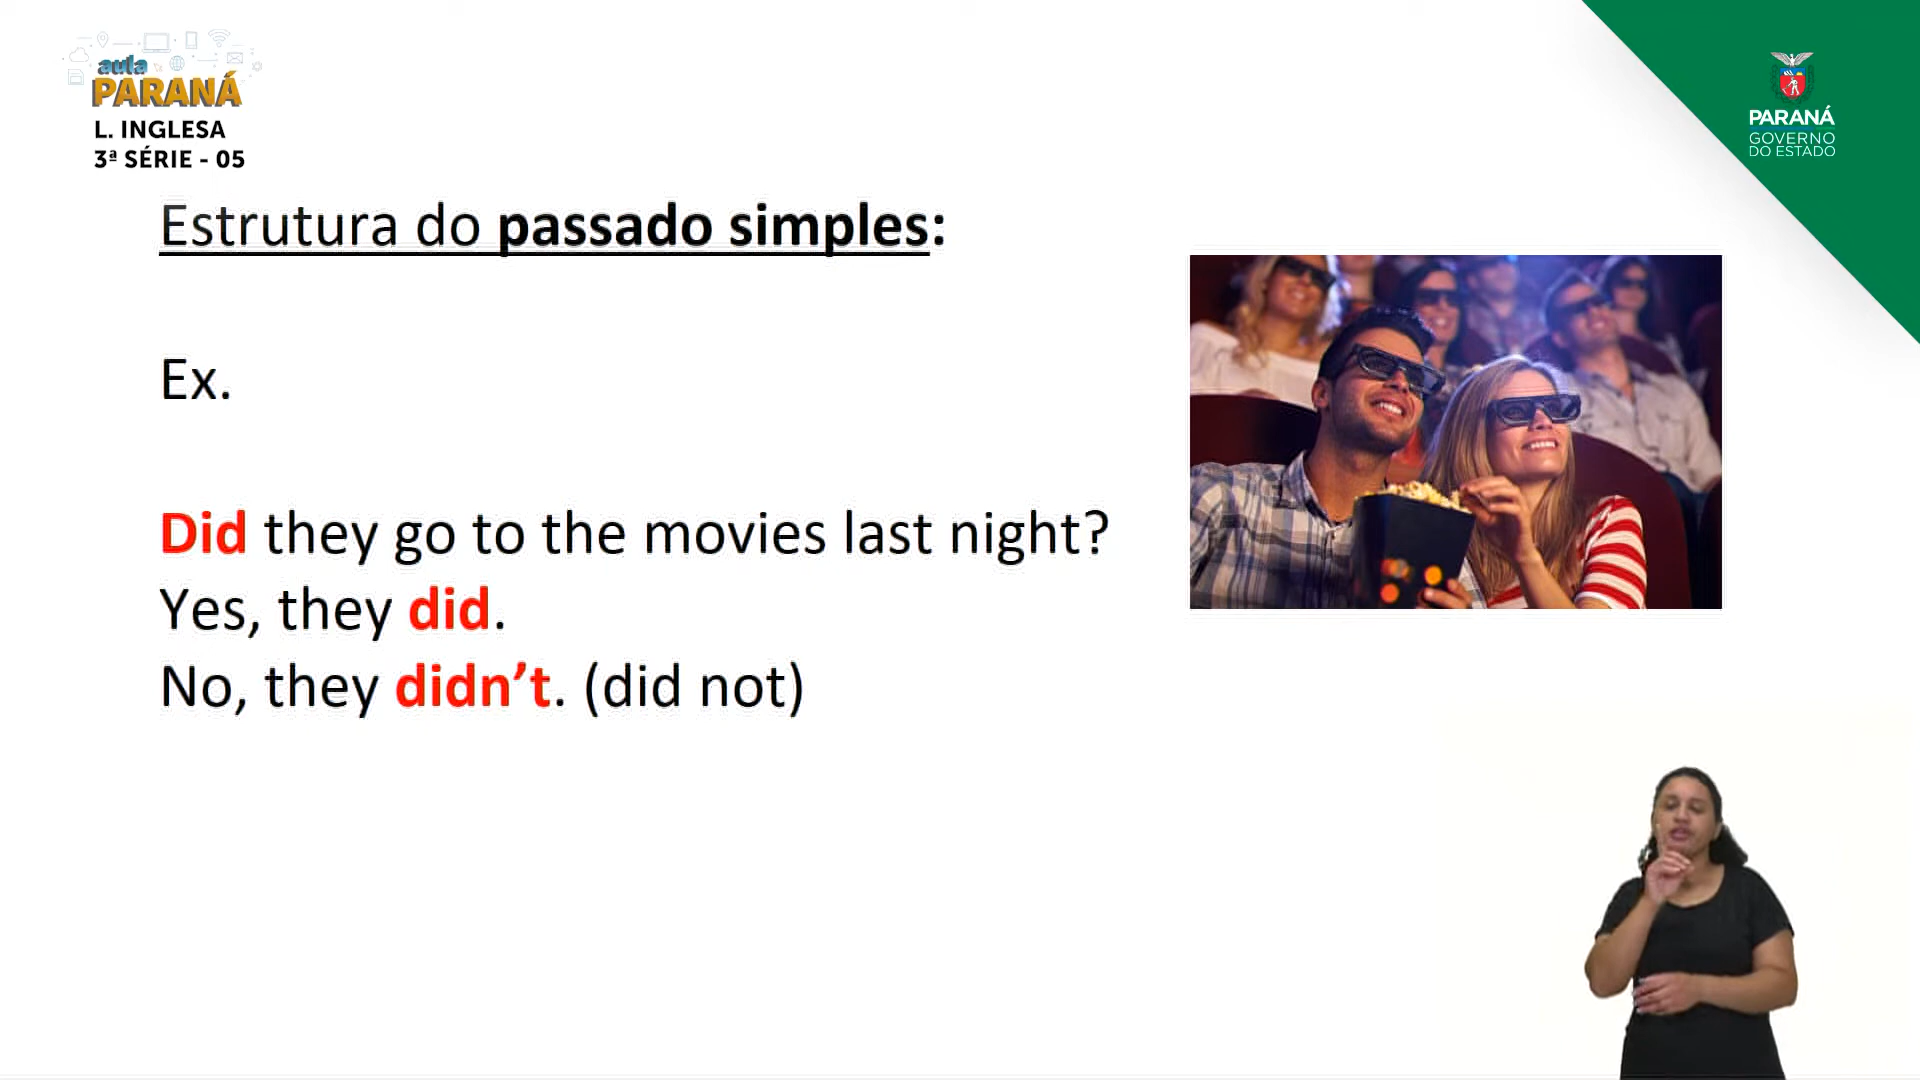 aula
PARANÁ
L. INGLESA
3ª SÉRIE - 05
PARANÁ
GOVERNO
DO ESTADO
Estrutura do passado simples:
Ex.
Did they go to the movies last night?
Yes, they did.
No, they didn’t. (did not)